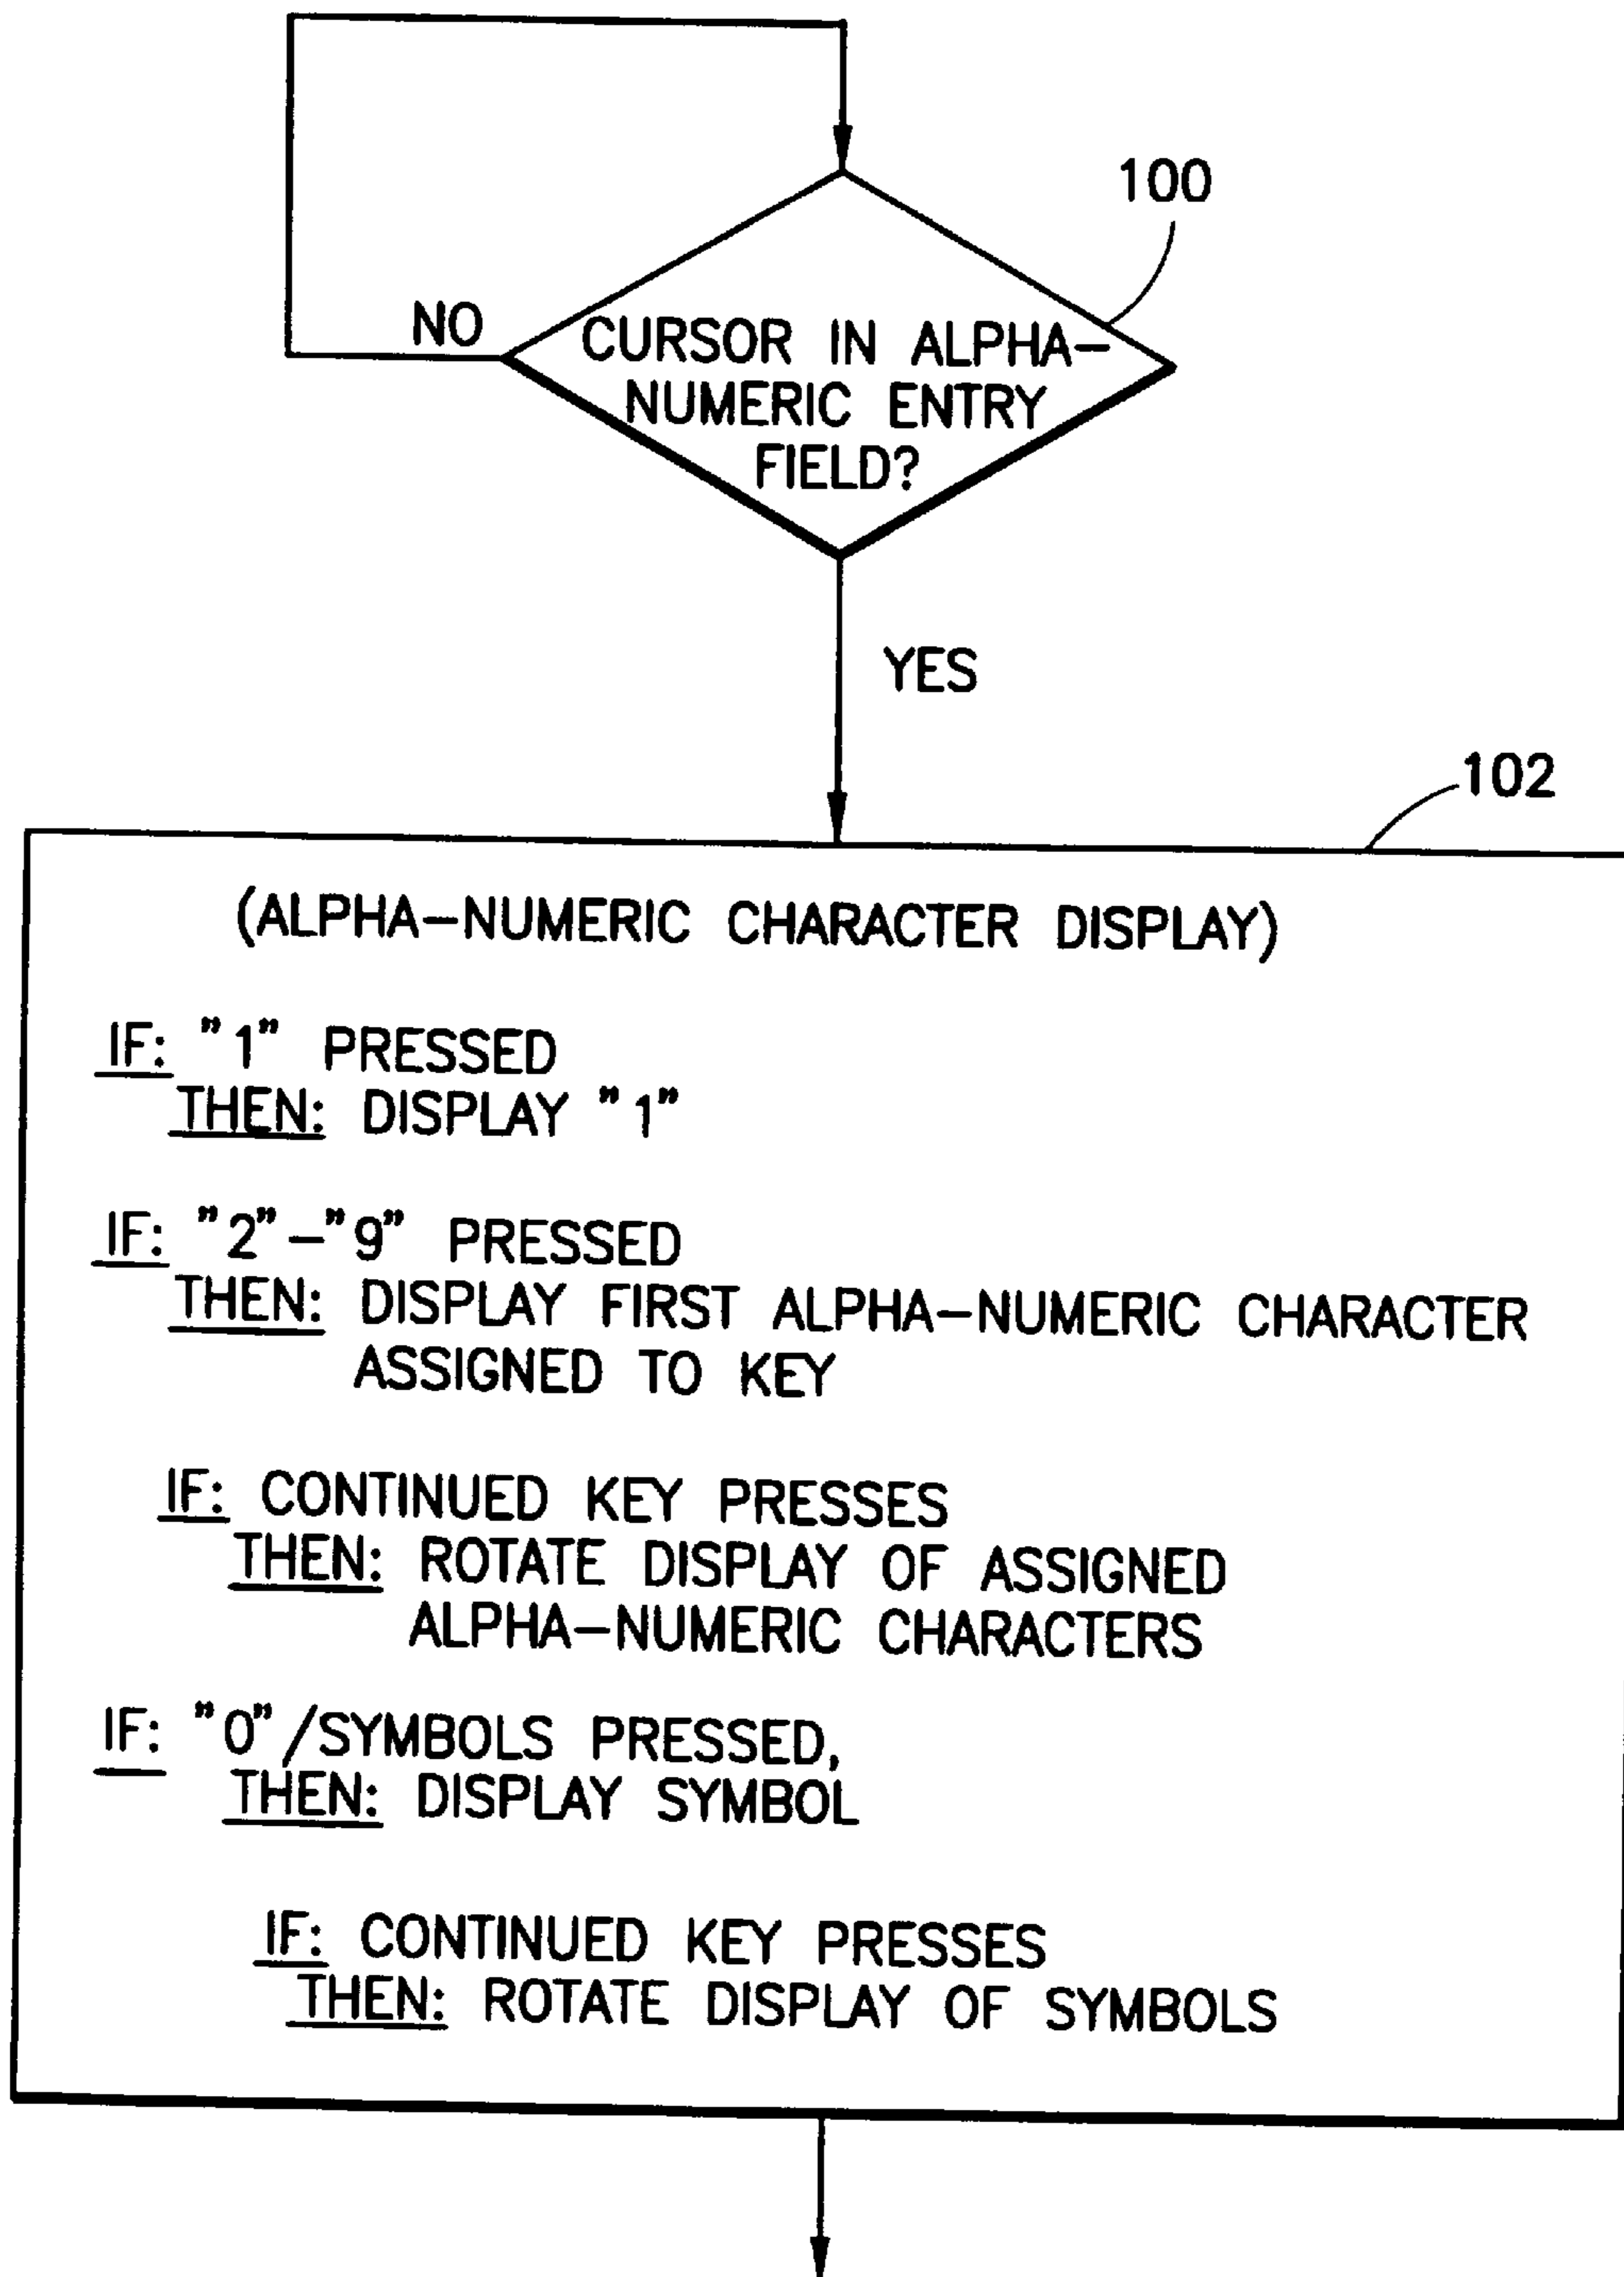 100
NO
CURSOR IN ALPHA-
NUMERIC ENTRY
FIELD?
YES
102
(ALPHA-NUMERIC CHARACTER DISPLAY)
IF: "1" PRESSED
THEN: DISPLAY "1"
IF: "2"-"9" PRESSED
THEN: DISPLAY FIRST ALPHA-NUMERIC CHARACTER
ASSIGNED TO KEY
IF: CONTINUED KEY PRESSES
THEN: ROTATE DISPLAY OF ASSIGNED
ALPHA-NUMERIC CHARACTERS
IF: "0"/SYMBOLS PRESSED,
THEN: DISPLAY SYMBOL
IF: CONTINUED KEY PRESSES
THEN: ROTATE DISPLAY OF SYMBOLS